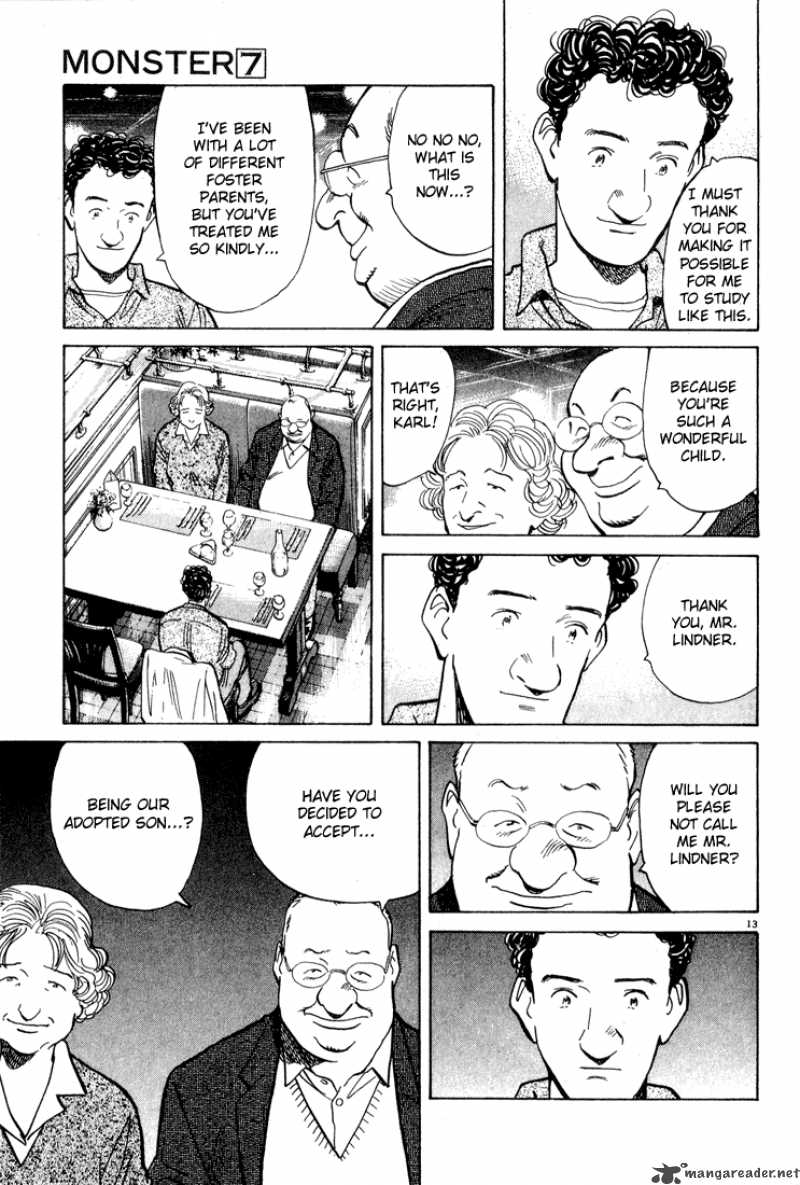 MONSTER 7
I MUST
THANK
YOU FOR
MAKING IT
POSSIBLE
FOR ME
TO STUDY
LIKE THIS.
NO NO NO,
WHAT IS
THIS
NOW...?
I'VE BEEN
WITH A LOT
OF DIFFERENT
FOSTER
PARENTS,
BUT YOU'VE
TREATED ME
SO KINDLY...
BECAUSE
YOU'RE
SUCH A
WONDERFUL
CHILD.
THAT'S
RIGHT,
KARL!
THANK
YOU, MR.
LINDNER.
WILL YOU
PLEASE
NOT CALL
ME MR.
LINDNER?
HAVE YOU
DECIDED TO
ACCEPT...
BEING OUR
ADOPTED SON...?
13
mangareader.net